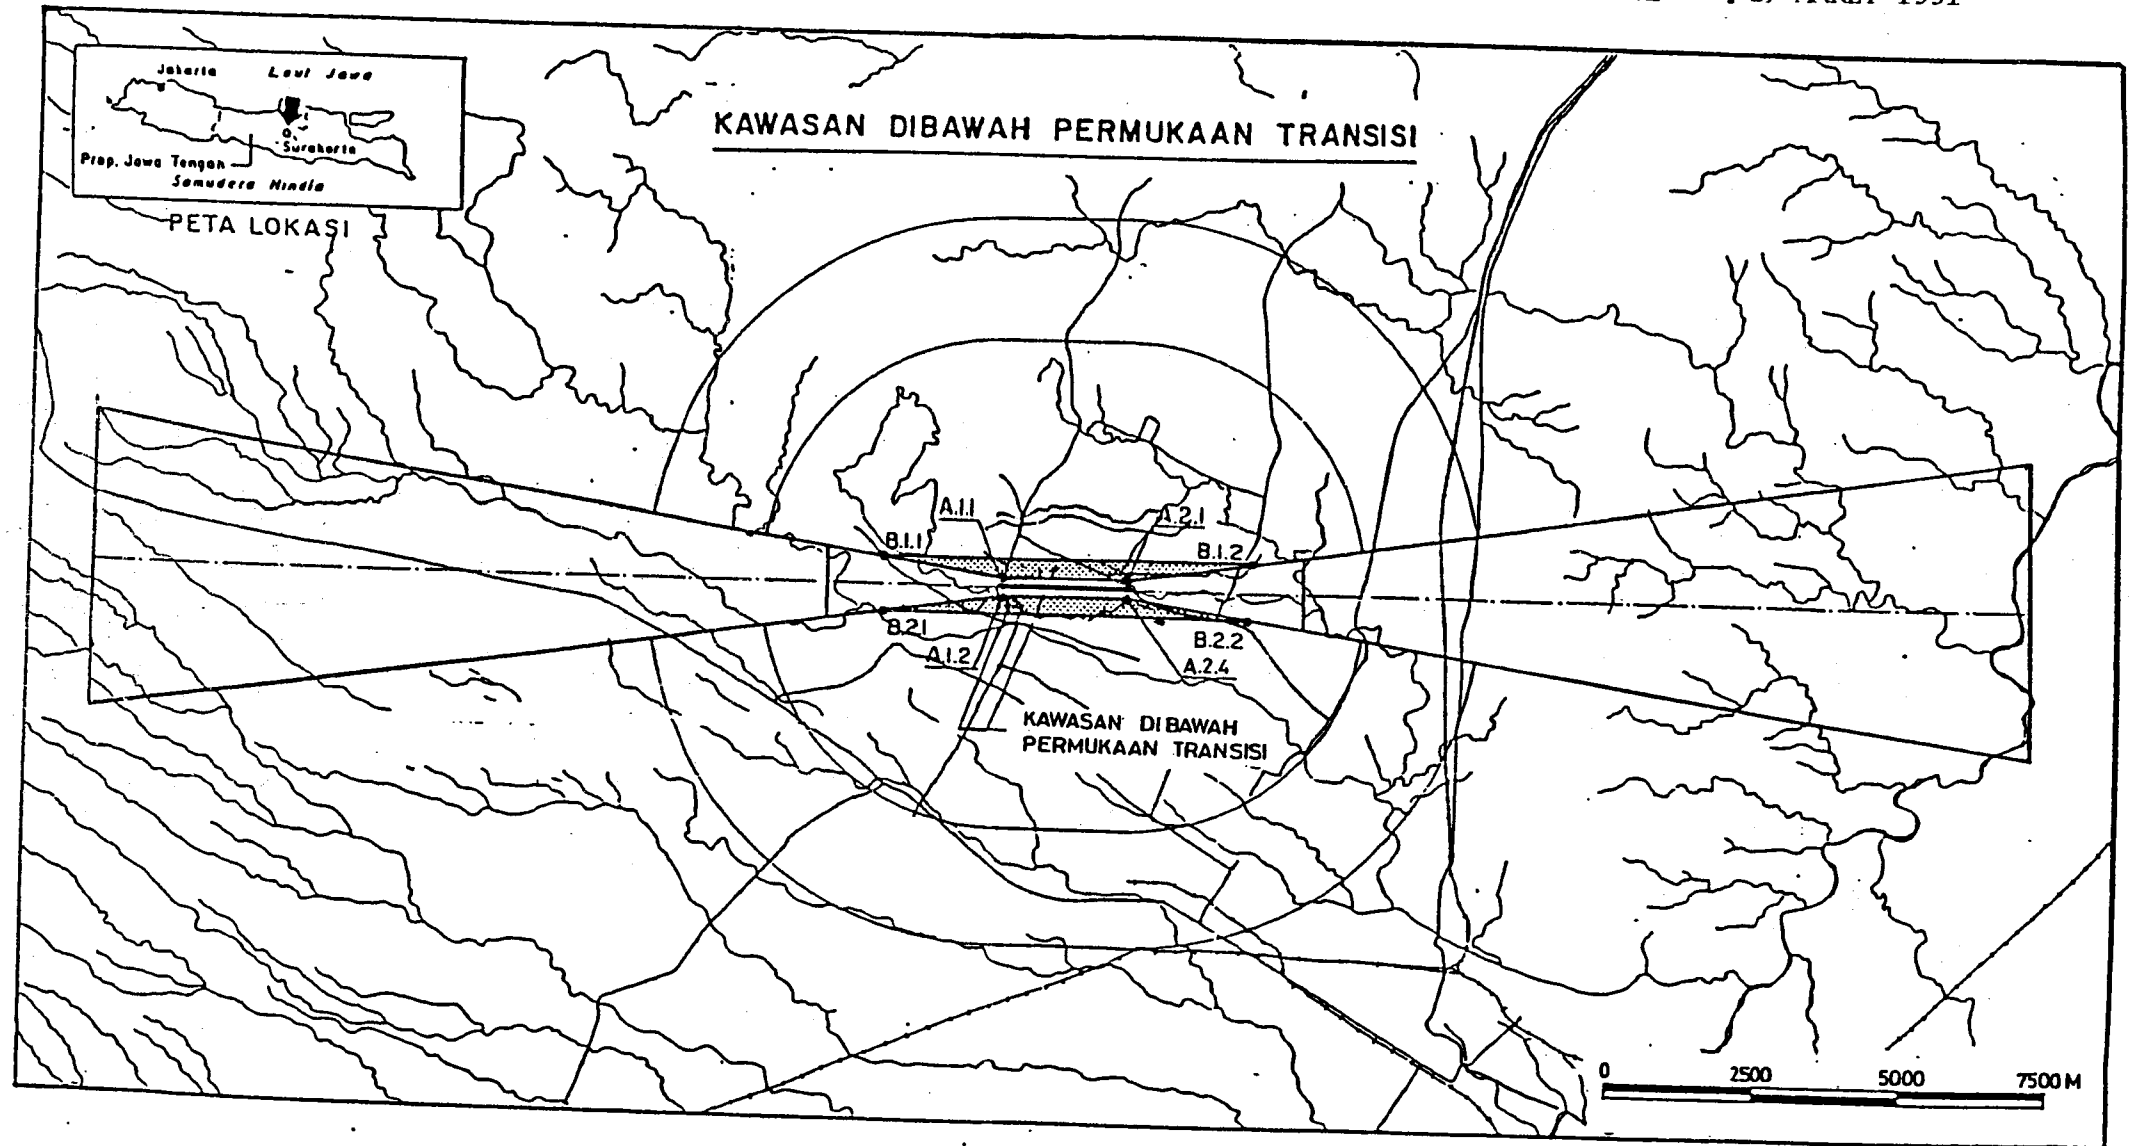 1991
Jakarta
Laut Jawa
Surakarta
Prop. Jawa Tengah
Samudera Hindia
PETA LOKASI
KAWASAN DIBAWAH PERMUKAAN TRANSISI
A.1.1
A.2.1
B.1.1
B.1.2
B.2.1
B.2.2
A.1.2
A.2.4
KAWASAN DIBAWAH
PERMUKAAN TRANSISI
0 2500 5000 7500 M